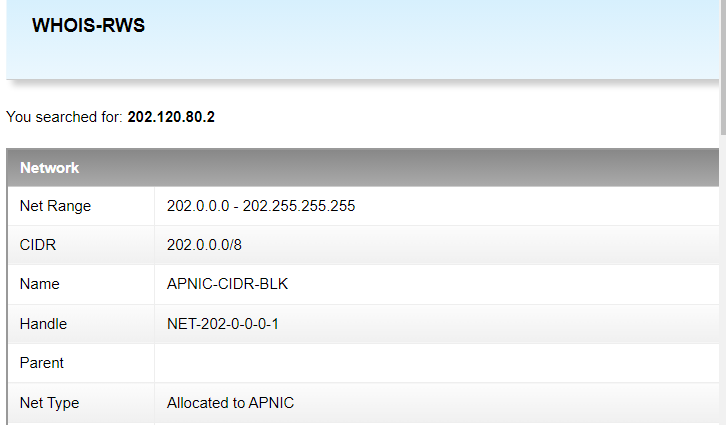 WHOIS-RWS
You searched for: 202.120.80.2
Network
Net Range 202.0.0.0 - 202.255.255.255
CIDR 202.0.0.0/8
Name APNIC-CIDR-BLK
Handle NET-202-0-0-0-1
Parent
Net Type Allocated to APNIC